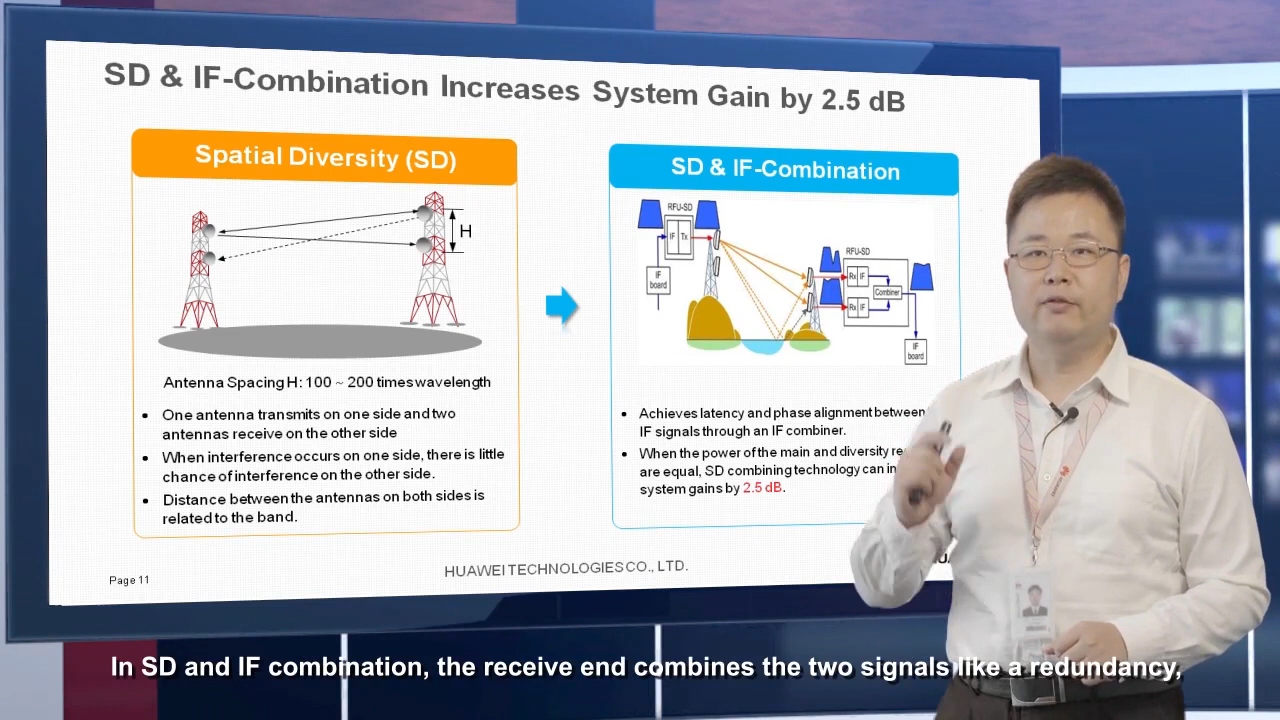 SD & IF-Combination Increases System Gain by 2.5 dB
Spatial Diversity (SD)
H
Antenna Spacing H: 100 ~ 200 times wavelength
• One antenna transmits on one side and two
antennas receive on the other side
• When interference occurs on one side, there is little
chance of interference on the other side.
• Distance between the antennas on both sides is
related to the band.
SD & IF-Combination
RFU-SD
IF Tx
IF
board
RFU-SD
Rx IF
Combiner
Rx IF
IF
board
• Achieves latency and phase alignment between
IF signals through an IF combiner.
• When the power of the main and diversity
are equal, SD combining technology can
system gains by 2.5 dB.
Page 11
HUAWEI TECHNOLOGIES CO., LTD.
In SD and IF combination, the receive end combines the two signals like a redundancy,